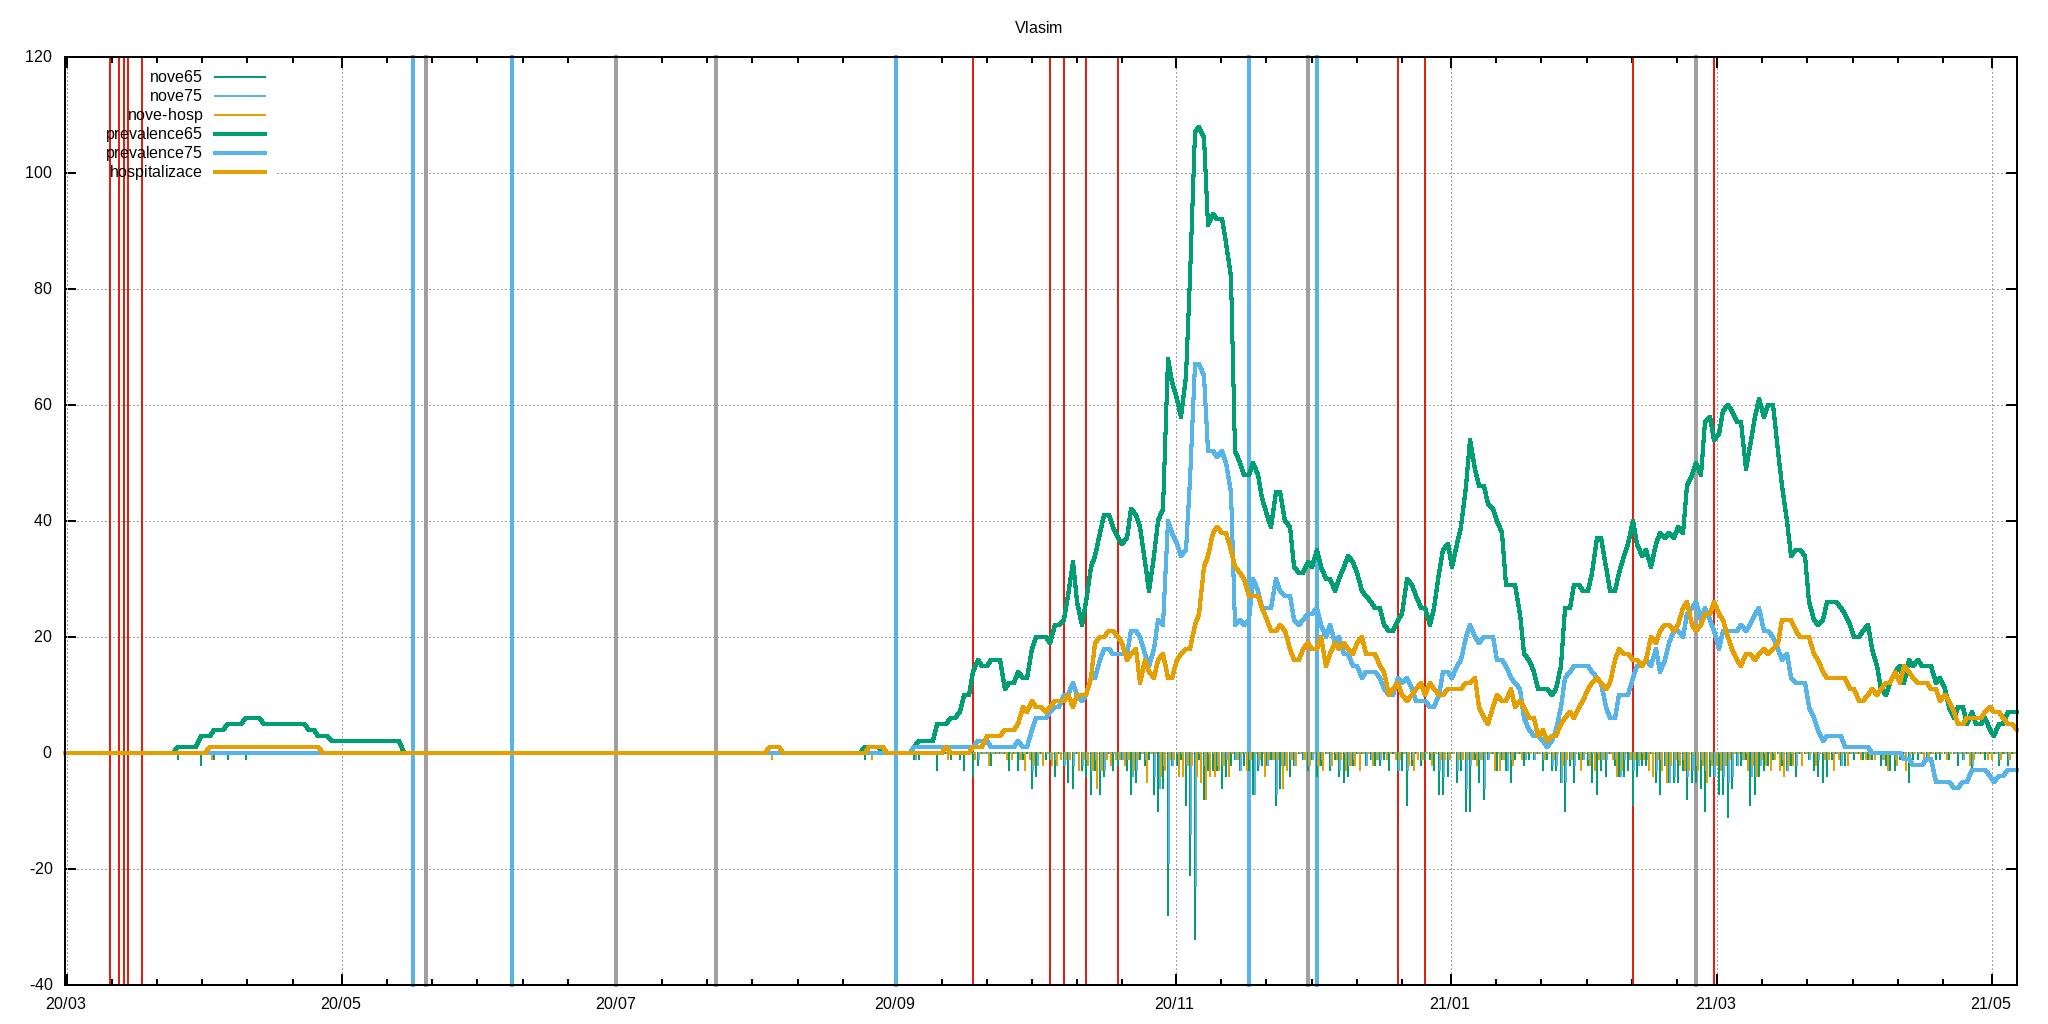 Vlasim
120
nove65
nove75
nove-hosp
prevalence65
prevalence75
hospitalizace
100
80
60
40
20
0
-20
-40
20/03 20/05 20/07 20/09 20/11 21/01 21/03 21/05